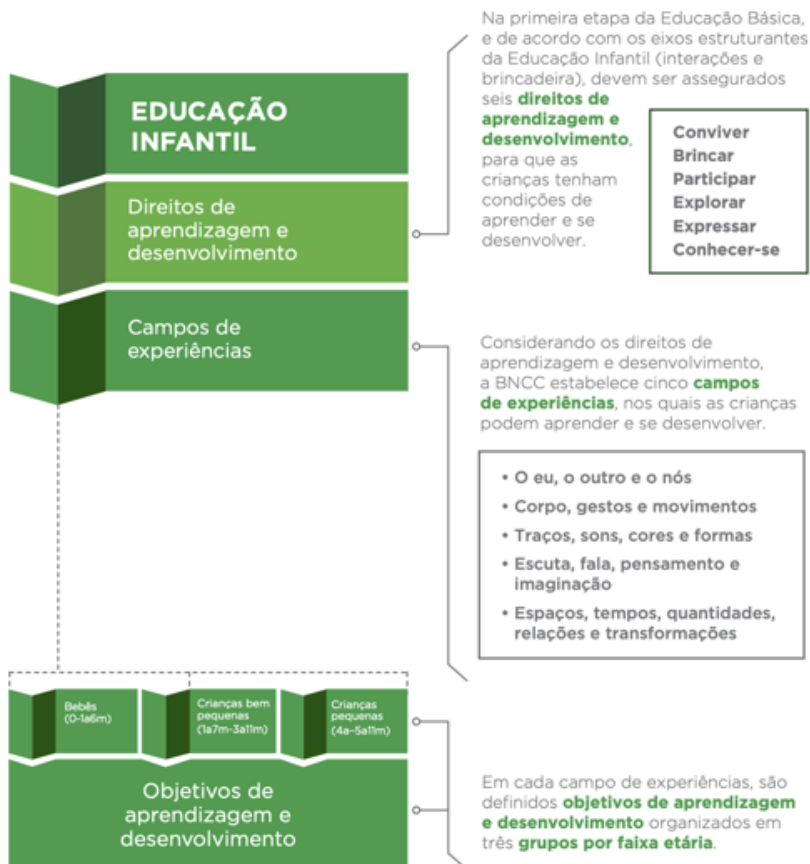 EDUCAÇÃO
INFANTIL
Direitos de
aprendizagem e
desenvolvimento
Na primeira etapa da Educação Básica,
e de acordo com os eixos estruturantes
da Educação Infantil (interações e
brincadeira), devem ser assegurados
seis direitos de
aprendizagem e
desenvolvimento,
para que as
crianças tenham
condições de
aprender e se
desenvolver.
Conviver
Brincar
Participar
Explorar
Expressar
Conhecer-se
Campos de
experiências
Considerando os direitos de
aprendizagem e desenvolvimento,
a BNCC estabelece cinco campos
de experiências, nos quais as crianças
podem aprender e se desenvolver.
• O eu, o outro e o nós
• Corpo, gestos e movimentos
• Traços, sons, cores e formas
• Escuta, fala, pensamento e
imaginação
• Espaços, tempos, quantidades,
relações e transformações
Bebês
(0-1a6m)
Crianças bem
pequenas
(1a7m-3a11m)
Crianças
pequenas
(4a-5a11m)
Objetivos de
aprendizagem e
desenvolvimento
Em cada campo de experiências, são
definidos objetivos de aprendizagem
e desenvolvimento organizados em
três grupos por faixa etária.